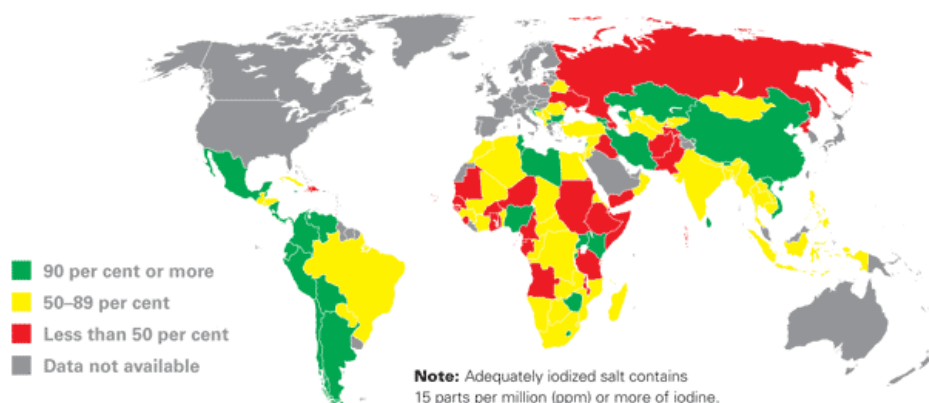 90 per cent or more
50–89 per cent
Less than 50 per cent
Data not available
Note: Adequately iodized salt contains
15 parts per million (ppm) or more of iodine.